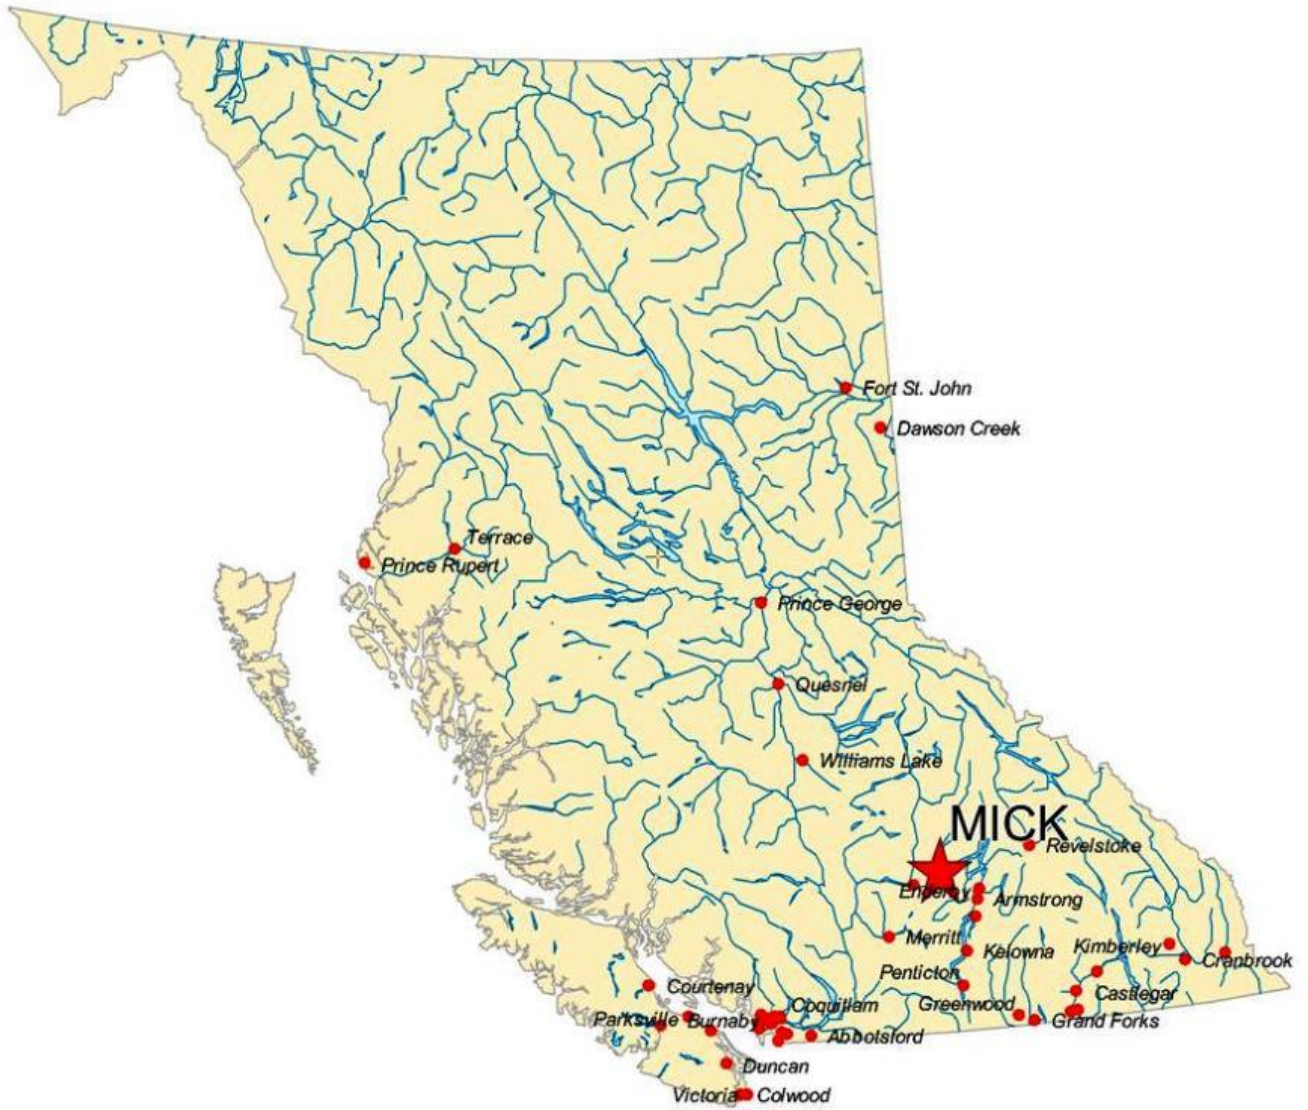 Fort St. John
Dawson Creek
Terrace
Prince Rupert
Prince George
Quesnel
Williams Lake
MICK
Revelstoke
Enderby
Armstrong
Merritt
Kelowna
Kimberley
Cranbrook
Penticton
Courtenay
Castlegar
Greenwood
Coquitlam
Parksville
Burnaby
Grand Forks
Abbotsford
Duncan
Victoria
Colwood